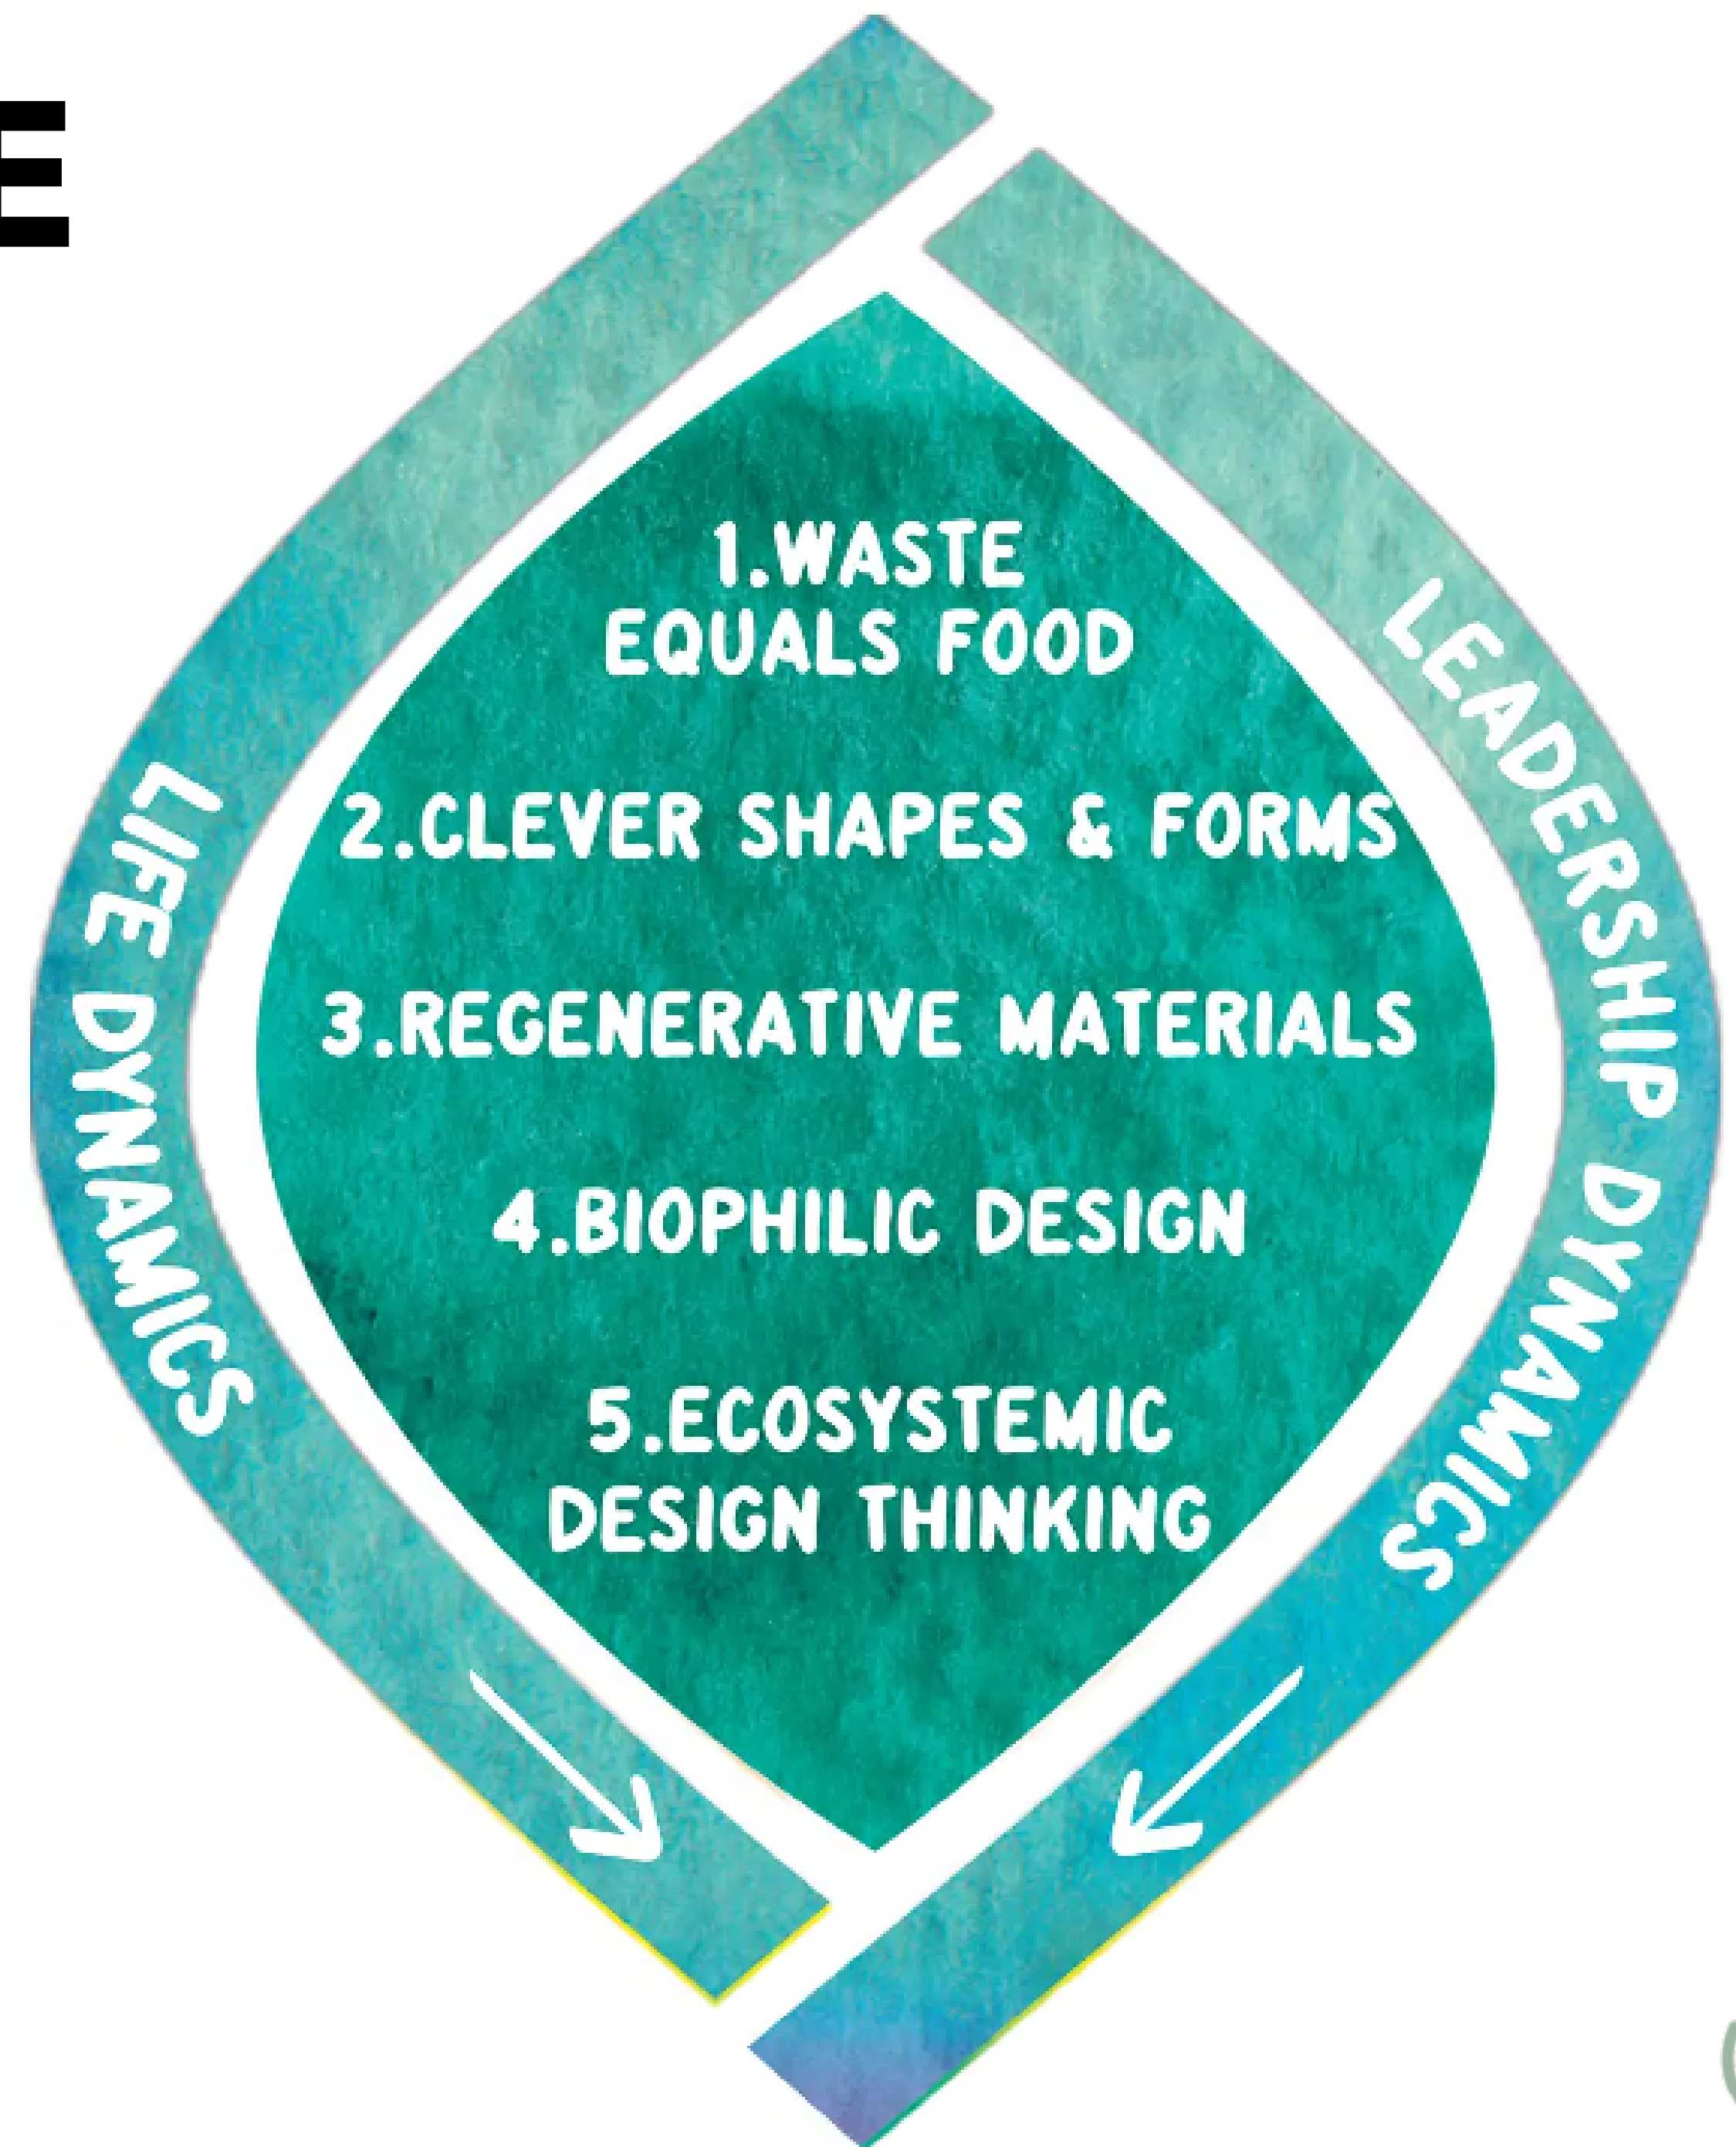 E
1.WASTE
EQUALS FOOD
2.CLEVER SHAPES & FORMS
3.REGENERATIVE MATERIALS
4.BIOPHILIC DESIGN
5.ECOSYSTEMIC
DESIGN THINKING
LIFE DYNAMICS
LEADERSHIP DYNAMICS